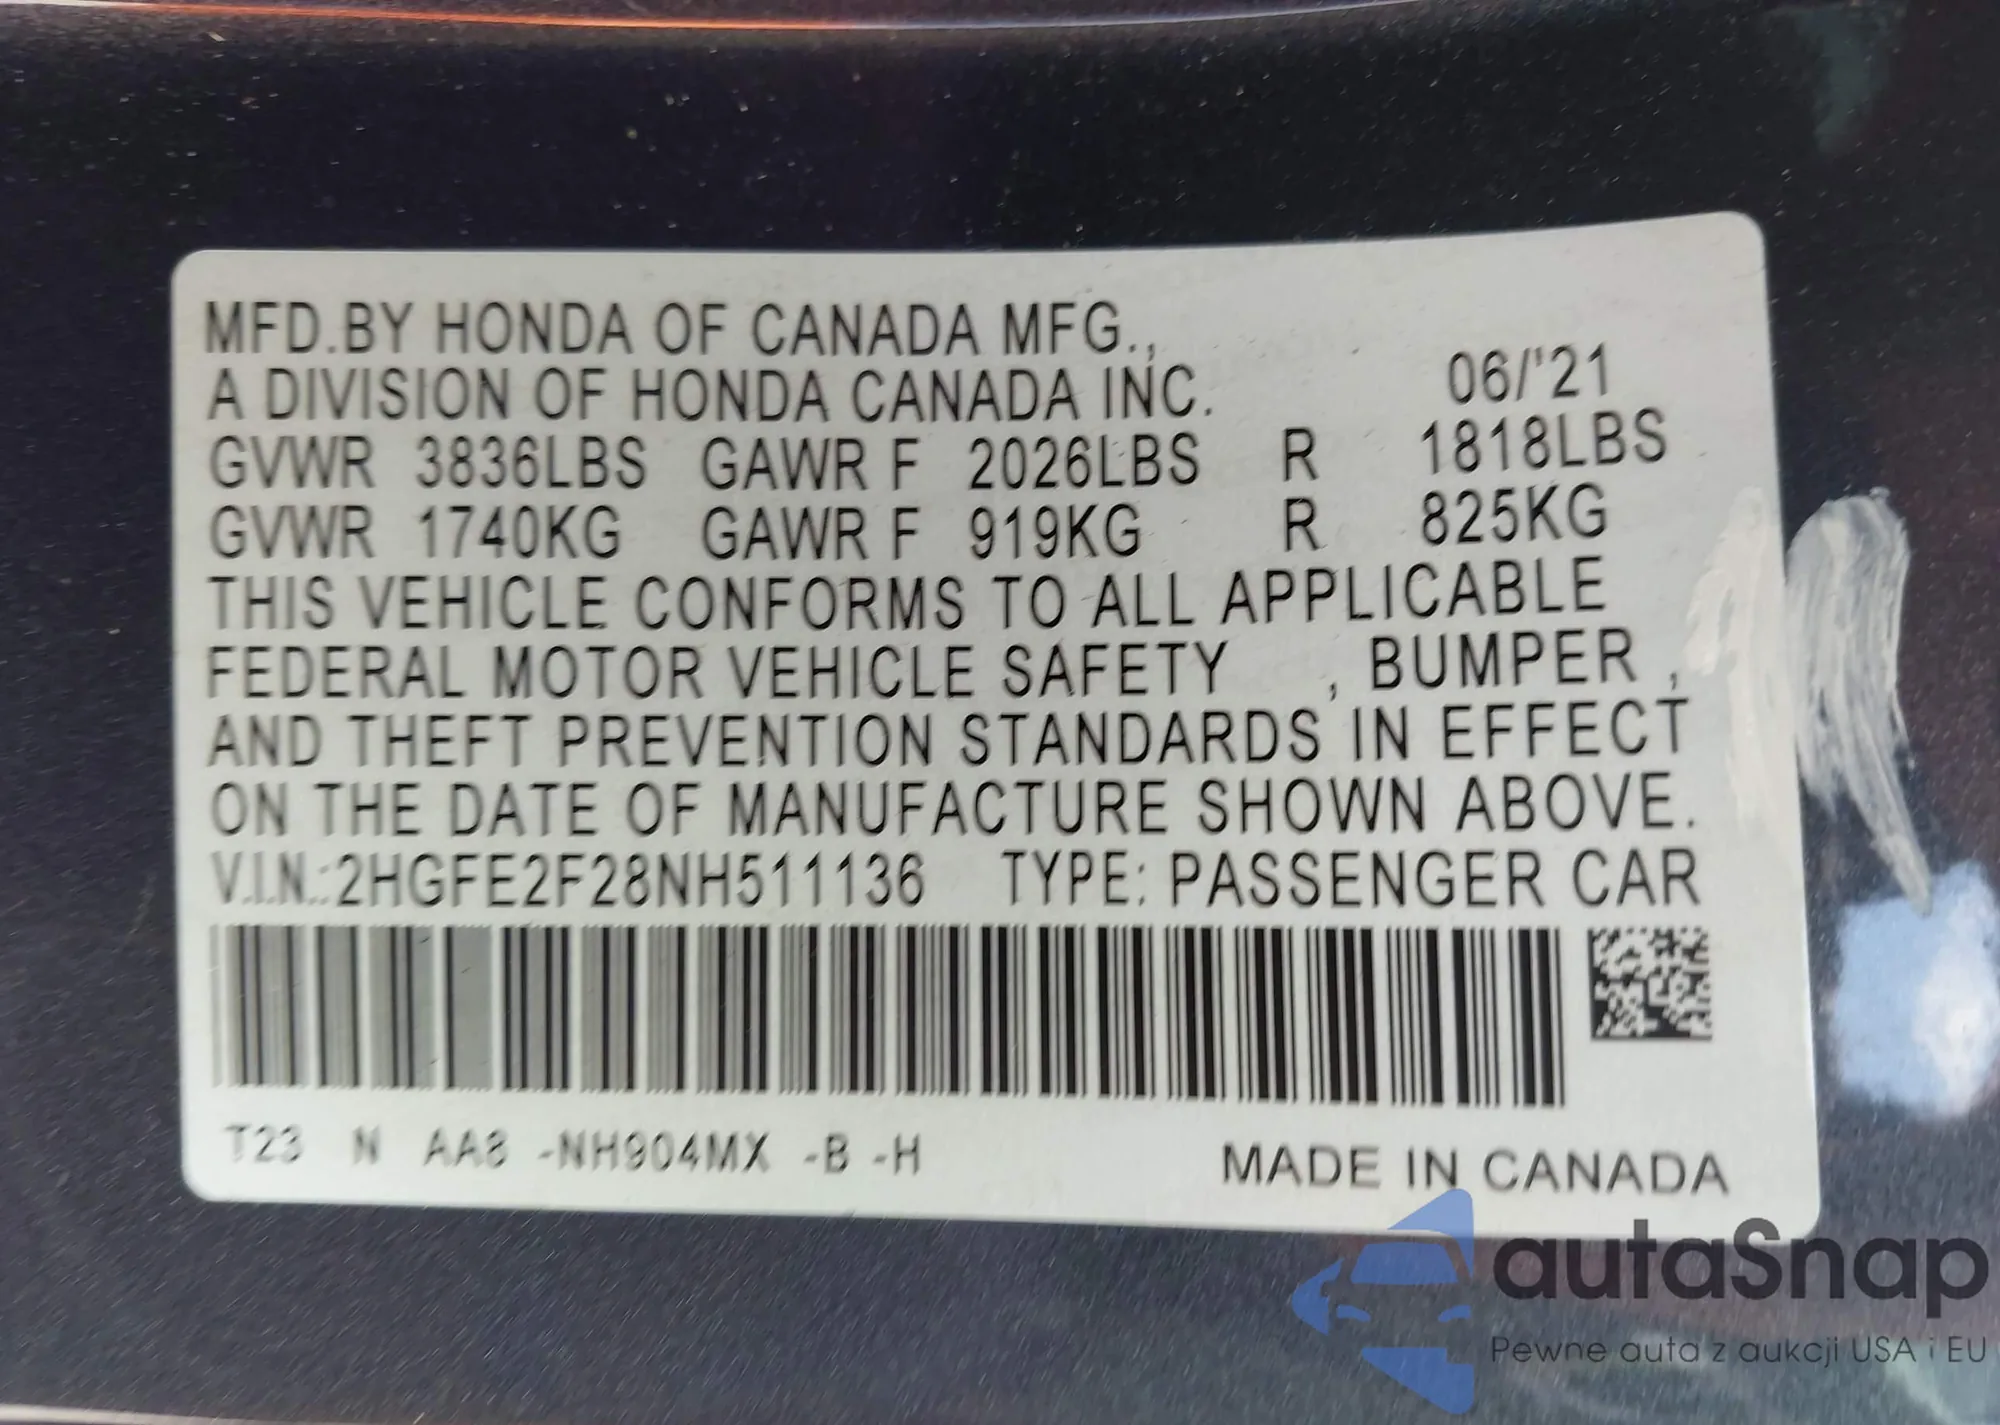 MFD.BY HONDA OF CANADA MFG.,
A DIVISION OF HONDA CANADA INC. 06/'21
GVWR 3836LBS GAWR F 2026LBS R 1818LBS
GVWR 1740KG GAWR F 919KG R 825KG
THIS VEHICLE CONFORMS TO ALL APPLICABLE
FEDERAL MOTOR VEHICLE SAFETY , BUMPER ,
AND THEFT PREVENTION STANDARDS IN EFFECT
ON THE DATE OF MANUFACTURE SHOWN ABOVE.
V.I.N.:2HGFE2F28NH511136 TYPE: PASSENGER CAR
T23 N AA8 -NH904MX -B -H
MADE IN CANADA
autaSnap
Pewne auta z aukcji USA i EU